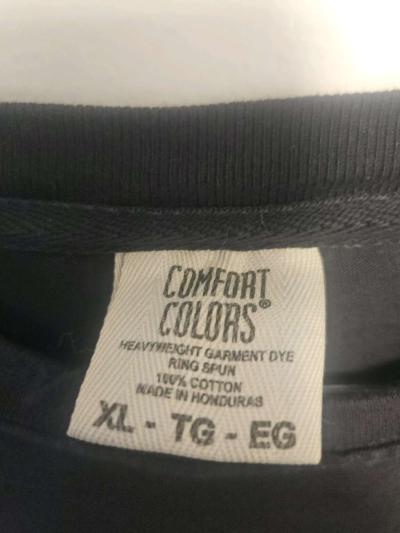 COMFORT
COLORS®
HEAVYWEIGHT GARMENT DYE
RING SPUN
100% COTTON
MADE IN HONDURAS
XL - TG - EG